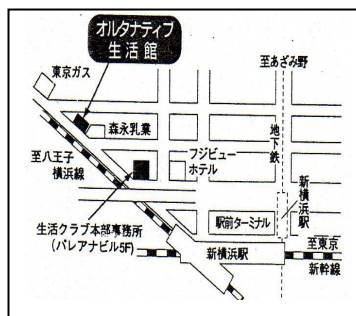 オルタナティブ
生活館
東京ガス
至あざみ野
森永乳業
地下鉄
至八王子
横浜線
フジビュー
ホテル
新横浜駅
生活クラブ本部事務所
(バレアナビル5F)
駅前ターミナル
新横浜駅
至東京
新幹線